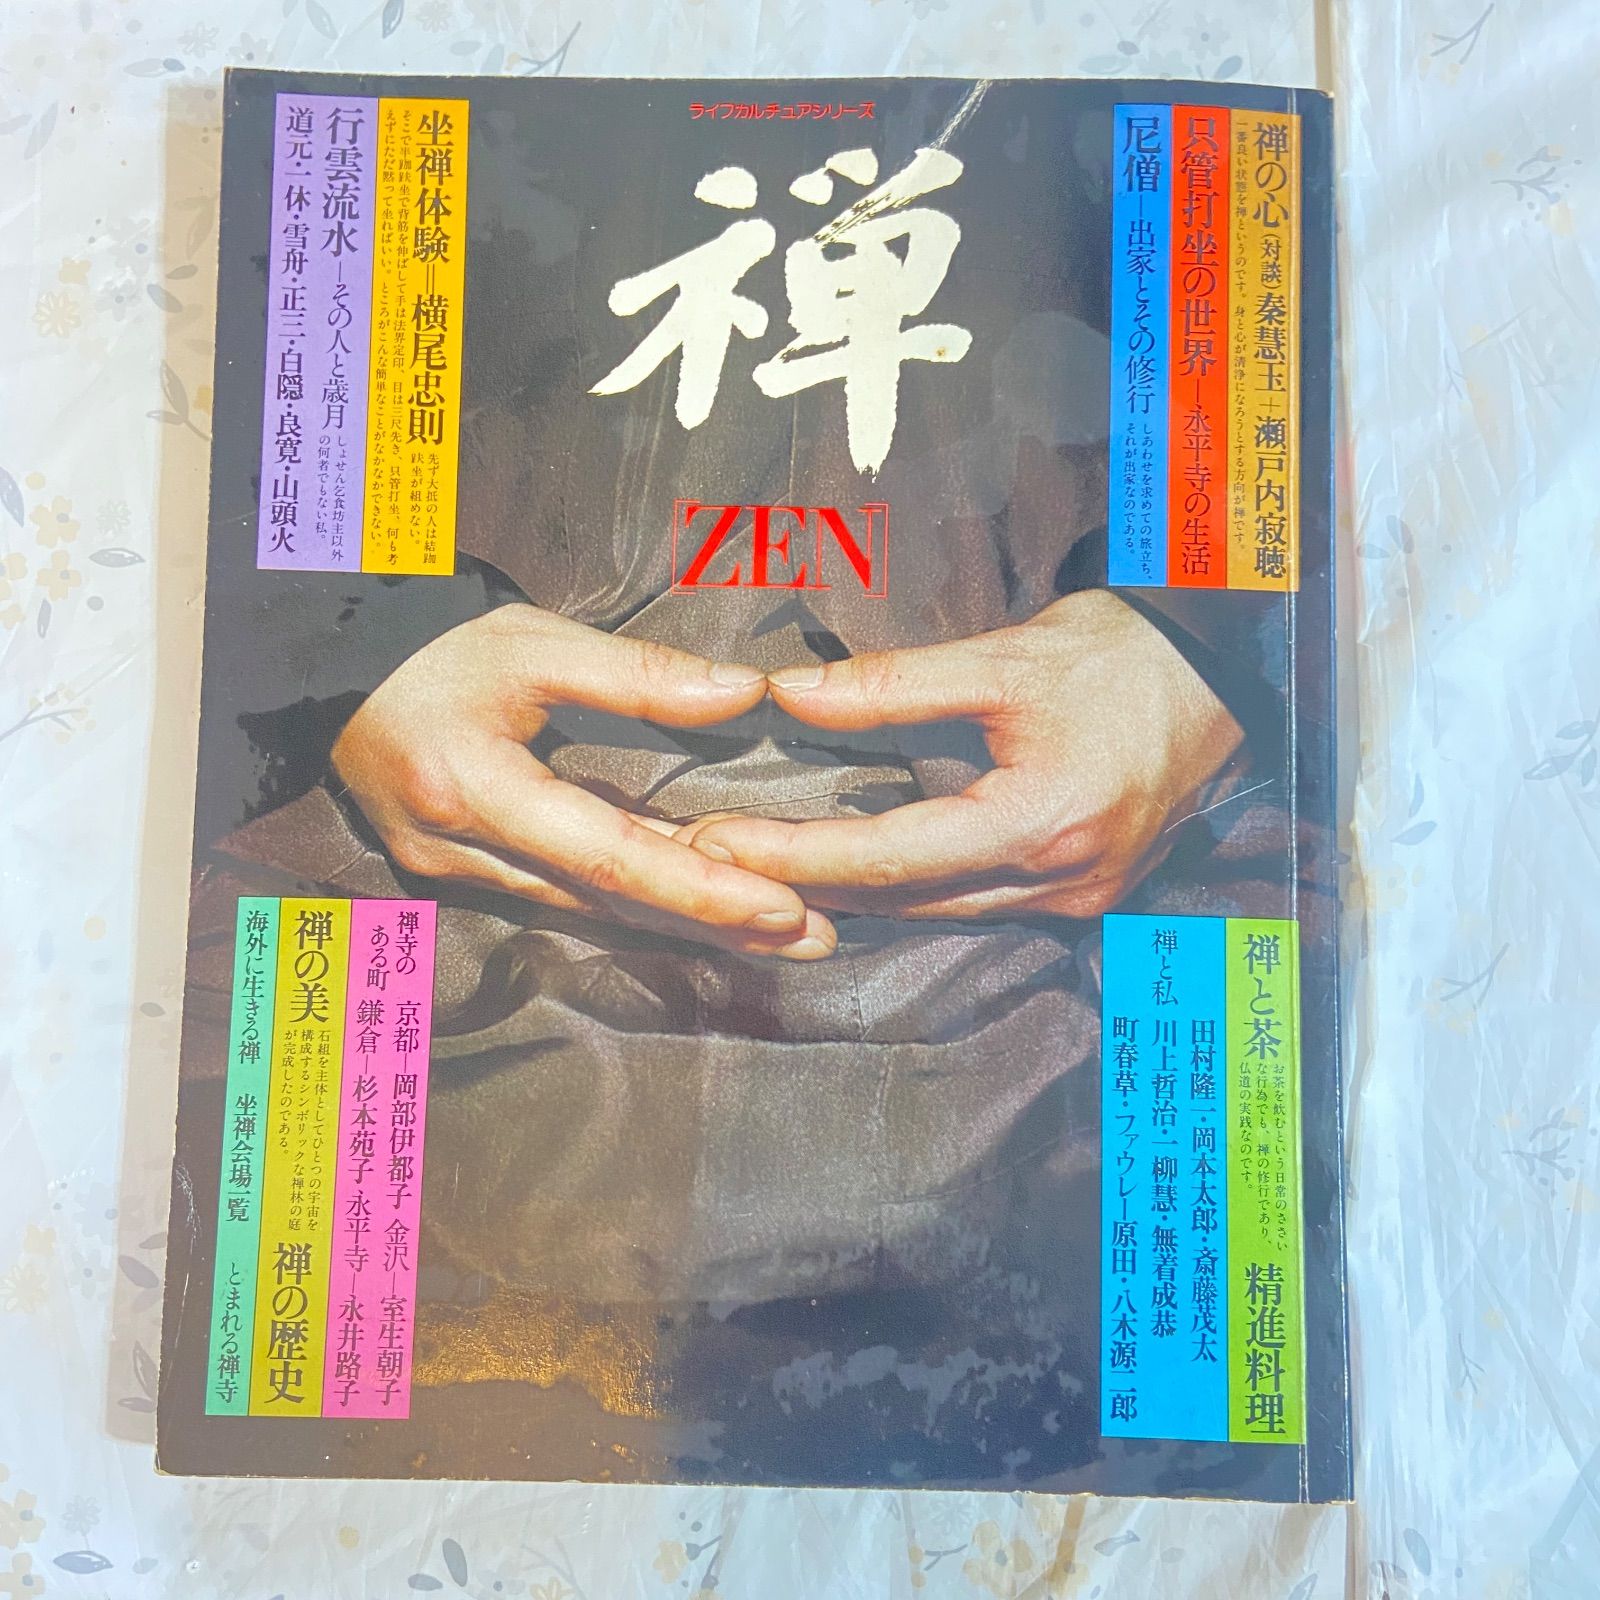 ライフカルチュアシリーズ
禅
[ZEN]
禅の心(対談)秦慧玉+瀬戸内寂聴
一番良い状態を禅というのです。身と心が清浄になろうとする方向が禅です。
只管打坐の世界―永平寺の生活
尼僧―出家とその修行
しあわせを求めての旅立ち、
それが出家なのである。
坐禅体験=横尾忠則
先ず大抵の人は結跏
趺坐が組めない。
そこで半跏趺坐で背筋を伸ばして手は法界定印、目は三尺先き、只管打坐、何も考
えずにただ黙って坐ればいい。ところがこんな簡単なことがなかなかできない。
行雲流水―その人と歳月
しょせん乞食坊主以外
の何者でもない私。
道元・一休・雪舟・正三・白隠・良寛・山頭火
禅と茶
お茶を飲むという日常のささい
な行為でも、禅の修行であり、
仏道の実践なのです。
精進料理
禅と私
田村隆一・岡本太郎・斎藤茂太
川上哲治・一柳慧・無着成恭
町春草・ファウレー原田・八木源二郎
禅寺の
ある町
京都―岡部伊都子 金沢―室生朝子
鎌倉―杉本苑子 永平寺―永井路子
禅の美
石組を主体としてひとつの宇宙を
構成するシンボリックな禅林の庭
が完成したのである。
禅の歴史
海外に生きる禅 坐禅会場一覧 とまれる禅寺